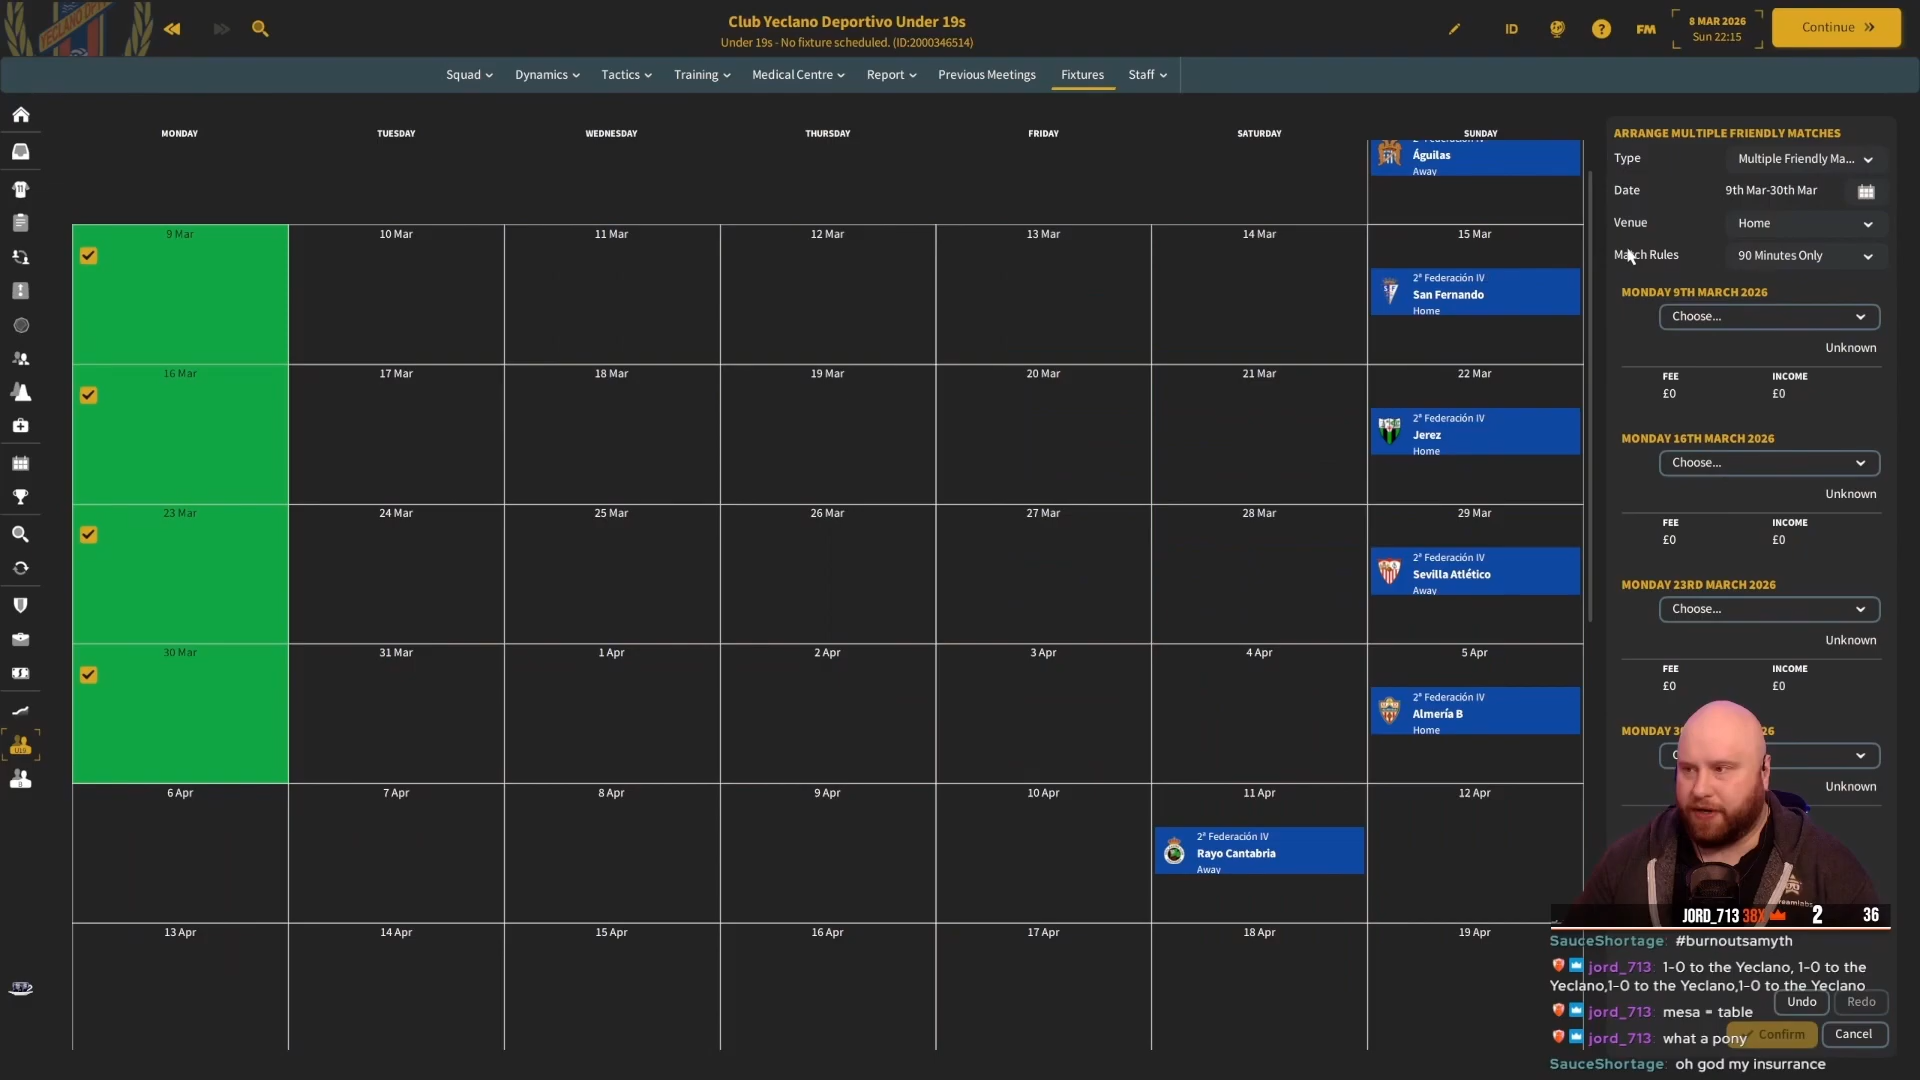 Club Yeclano Deportivo Under 19s
Under 19s - No fixture scheduled. (ID:2000346514)
ID
FM
8 MAR 2026
Sun 22:15
Continue
Squad
Dynamics
Tactics
Training
Medical Centre
Report
Previous Meetings
Fixtures
Staff
MONDAY
TUESDAY
WEDNESDAY
THURSDAY
FRIDAY
SATURDAY
SUNDAY
Águilas
Away
9 Mar
10 Mar
11 Mar
12 Mar
13 Mar
14 Mar
15 Mar
2ª Federación IV
San Fernando
Home
16 Mar
17 Mar
18 Mar
19 Mar
20 Mar
21 Mar
22 Mar
2ª Federación IV
Jerez
Home
23 Mar
24 Mar
25 Mar
26 Mar
27 Mar
28 Mar
29 Mar
2ª Federación IV
Sevilla Atlético
Away
30 Mar
31 Mar
1 Apr
2 Apr
3 Apr
4 Apr
5 Apr
2ª Federación IV
Almería B
Home
6 Apr
7 Apr
8 Apr
9 Apr
10 Apr
11 Apr
2ª Federación IV
Rayo Cantabria
Away
12 Apr
13 Apr
14 Apr
15 Apr
16 Apr
17 Apr
18 Apr
19 Apr
ARRANGE MULTIPLE FRIENDLY MATCHES
Type Multiple Friendly Ma...
Date 9th Mar-30th Mar
Venue Home
Match Rules 90 Minutes Only
MONDAY 9TH MARCH 2026
Choose...
Unknown
FEE INCOME
£0 £0
MONDAY 16TH MARCH 2026
Choose...
Unknown
FEE INCOME
£0 £0
MONDAY 23RD MARCH 2026
Choose...
Unknown
FEE INCOME
£0 £0
MONDAY
Unknown
JORD_713 38X 2 36
SauceShortage: #burnoutsamyth
jord_713: 1-0 to the Yeclano, 1-0 to the
Yeclano,1-0 to the Yeclano,1-0 to the Yeclano
Undo
Redo
jord_713: mesa = table
jord_713: what a pony
Confirm
Cancel
SauceShortage: oh god my insurrance